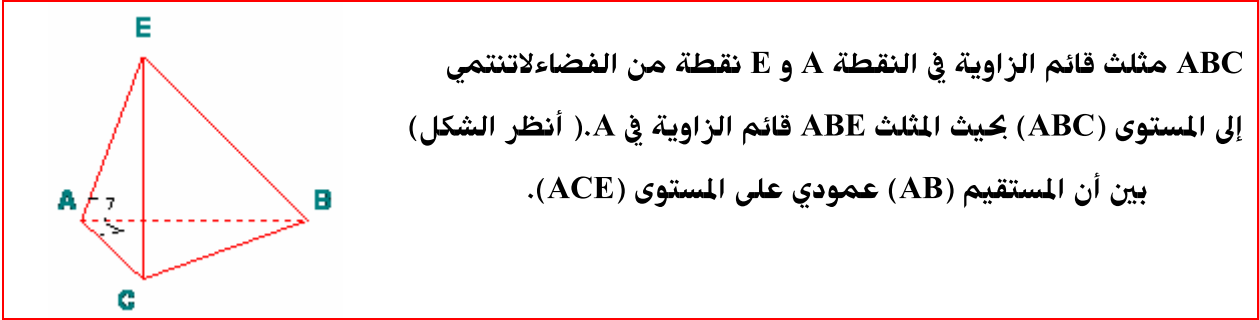 E
ABC مثلث قائم الزاوية في النقطة A و E نقطة من الفضاءلاتنتمي
إلى المستوى (ABC) بحيث المثلث ABE قائم الزاوية في A.( أنظر الشكل)
بين أن المستقيم (AB) عمودي على المستوى (ACE).
A
B
C